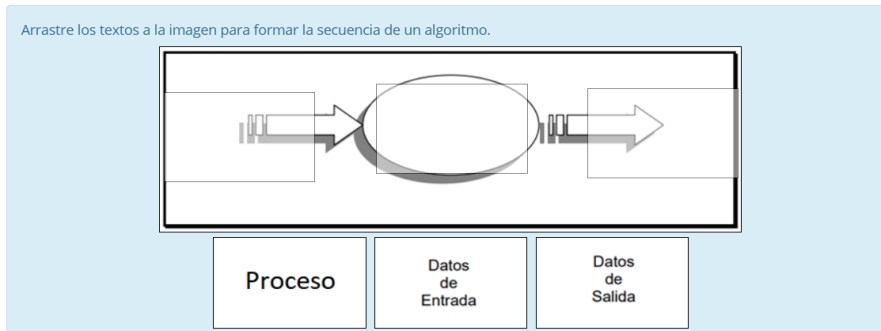 Arrastre los textos a la imagen para formar la secuencia de un algoritmo.
Proceso
Datos
de
Entrada
Datos
de
Salida